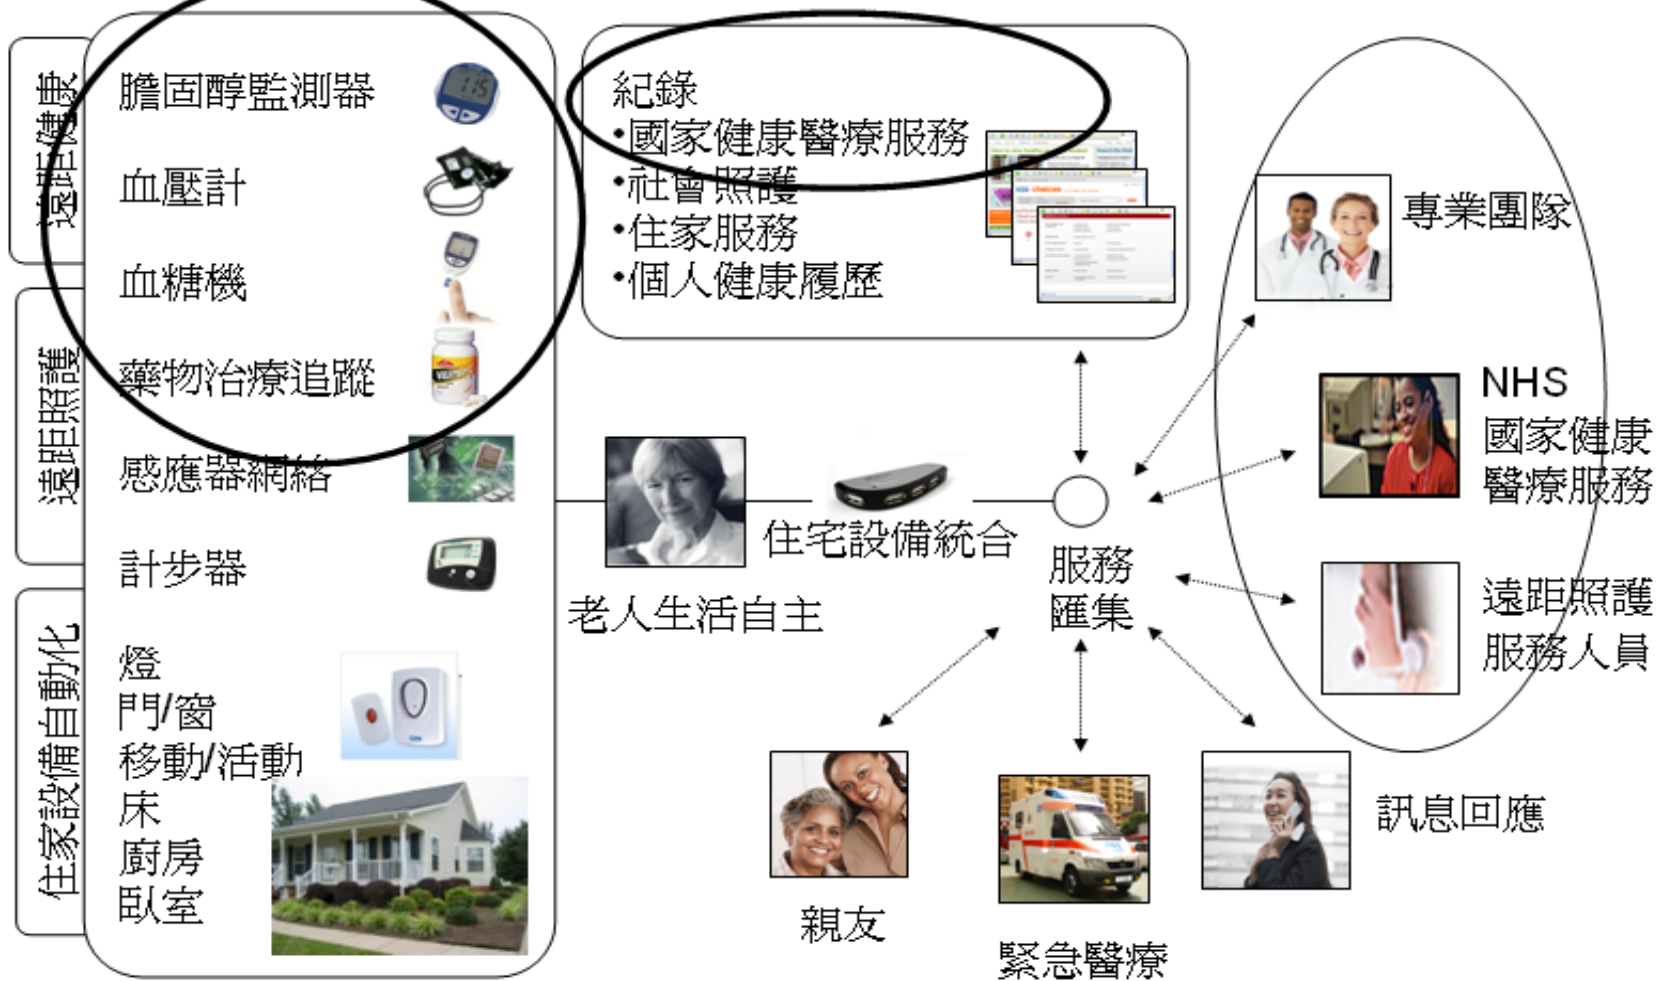 遠距健康
遠距照護
住家設備自動化
膽固醇監測器
115
血壓計
血糖機
藥物治療追蹤
感應器網絡
計步器
燈
門/窗
移動/活動
床
廚房
臥室
紀錄
•國家健康醫療服務
•社會照護
•住家服務
•個人健康履歷
老人生活自主
住宅設備統合
服務
匯集
專業團隊
NHS
國家健康
醫療服務
遠距照護
服務人員
親友
緊急醫療
訊息回應